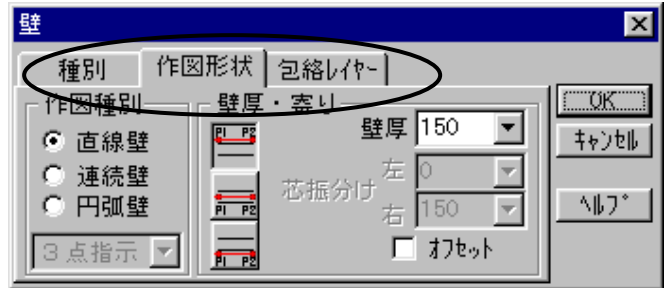 壁
種別 作図形状 包絡ﾚｲﾔｰ
作図種別
直線壁
連続壁
円弧壁
3点指示
壁厚・寄り
P1 P2
P1 P2
P1 P2
壁厚 150
芯振分け
左 0
右 150
ｵﾌｾｯﾄ
OK
ｷｬﾝｾﾙ
ﾍﾙﾌﾟ